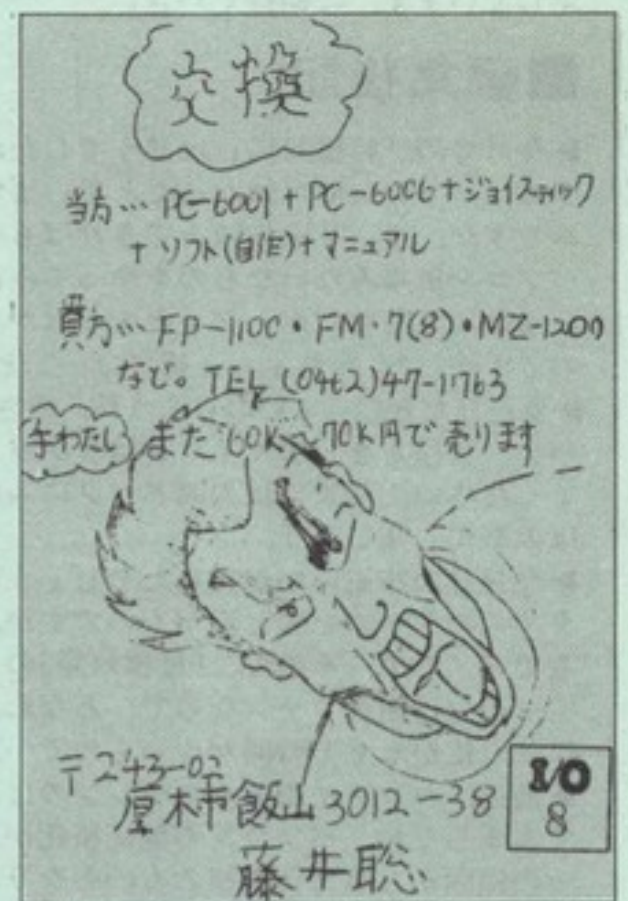 交換
当方… PC-6001 + PC-6006 + ジョイスティック
+ ソフト(自作) + マニュアル
貴方… FP-1100・FM・7(8)・MZ-1200
など。 TEL (0462)47-1763
手わたし また 60K〜70K円で売ります
〒243-02
厚木市飯山3012-38
藤井聡
I/O
8